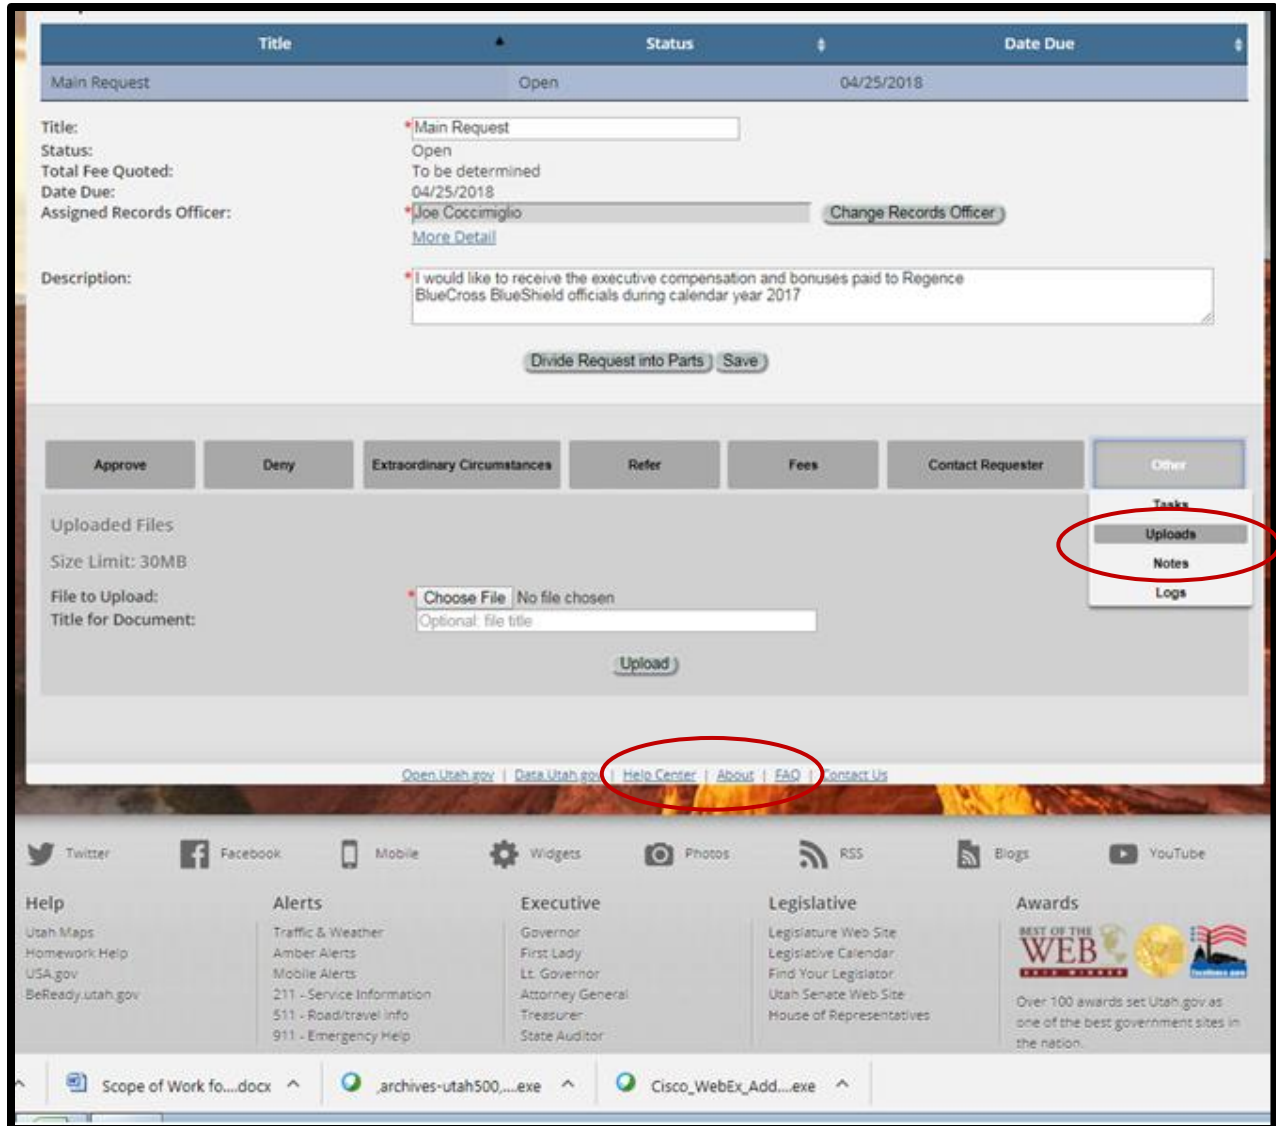 Title Status Date Due
Main Request Open 04/25/2018
Title: *Main Request
Status: Open
Total Fee Quoted: To be determined
Date Due: 04/25/2018
Assigned Records Officer: *Joe Coccimiglio Change Records Officer
More Detail
Description: *I would like to receive the executive compensation and bonuses paid to Regence
BlueCross BlueShield officials during calendar year 2017
Divide Request into Parts Save
Approve Deny Extraordinary Circumstances Refer Fees Contact Requester Other
Tasks
Uploads
Notes
Logs
Uploaded Files
Size Limit: 30MB
File to Upload: * Choose File No file chosen
Title for Document: Optional; file title
Upload
Open.Utah.gov | Data.Utah.gov | Help Center | About | FAQ | Contact Us
Twitter Facebook Mobile Widgets Photos RSS Blogs YouTube
Help
Utah Maps
Homework Help
USA.gov
BeReady.utah.gov
Alerts
Traffic & Weather
Amber Alerts
Mobile Alerts
211 - Service Information
511 - Road/travel info
911 - Emergency Help
Executive
Governor
First Lady
Lt. Governor
Attorney General
Treasurer
State Auditor
Legislative
Legislature Web Site
Legislative Calendar
Find Your Legislator
Utah Senate Web Site
House of Representatives
Awards
BEST OF THE
WEB
Over 100 awards set Utah.gov as
one of the best government sites in
the nation.
Scope of Work fo....docx ,archives-utah500,....exe Cisco_WebEx_Add....exe